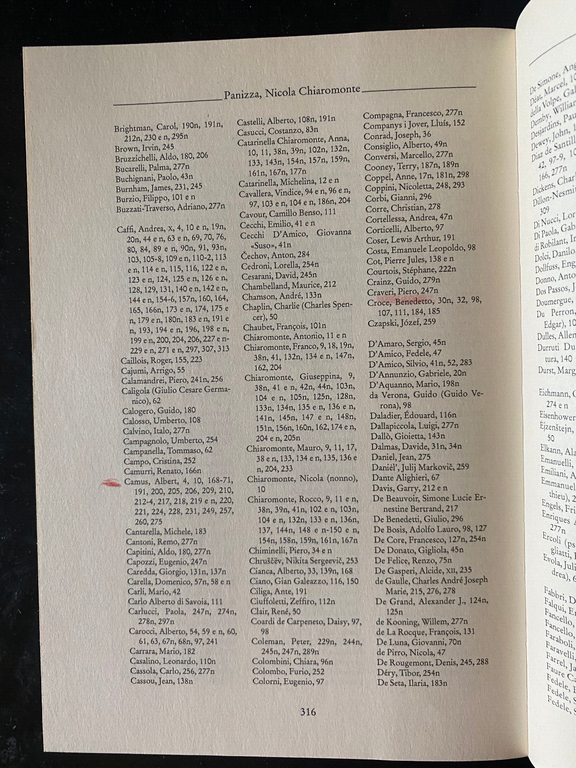 Panizza, Nicola Chiaromonte
Brightman, Carol, 190n, 191n,
212n, 230 e n, 295n
Brown, Irvin, 245
Bruzzichelli, Aldo, 180, 206
Bucarelli, Palma, 277n
Buchignani, Paolo, 43n
Burnham, James, 231, 245
Burzio, Filippo, 101 e n
Buzzati-Traverso, Adriano, 277n
Caffi, Andrea, x, 4, 10 e n, 19n,
20n, 44 e n, 63 e n, 69, 70, 76,
80, 84, 89 e n, 90n, 91, 93n,
103, 105-8, 109 e n, 110-2, 113
e n, 114 e n, 115, 116, 122 e n,
123 e n, 124, 125 e n, 126 e n,
128, 129, 131, 140 e n, 142 e n,
144 e n, 154-6, 157n, 160, 164,
165, 166n, 173 e n, 174, 175 e
n, 179 e n, 180n, 183 e n, 191 e
n, 193, 194 e n, 196, 198 e n,
199 e n, 200, 204, 206, 227 e n-
229 e n, 271 e n, 297, 307, 313
Caillois, Roger, 155, 223
Cajumi, Arrigo, 55
Calamandrei, Piero, 241n, 256
Caligola (Giulio Cesare Germa-
nico), 62
Calogero, Guido, 180
Calosso, Umberto, 108
Calvino, Italo, 277n
Campagnolo, Umberto, 254
Campanella, Tommaso, 62
Campo, Cristina, 252
Camurri, Renato, 166n
Camus, Albert, 4, 10, 168-71,
191, 200, 205, 206, 209, 210,
212-4, 217, 218, 219 e n, 220,
221, 224, 228, 231, 249, 257,
260, 275
Cantarella, Michele, 183
Cantoni, Remo, 277n
Capitini, Aldo, 180, 277n
Capozzi, Eugenio, 247n
Caredda, Giorgio, 131n, 137n
Carella, Domenico, 57n, 58 e n
Carli, Mario, 42
Carlo Alberto di Savoia, 111
Carlucci, Paola, 247n, 274n,
278n, 297n
Carocci, Alberto, 54, 59 e n, 60,
61, 63, 67n, 68n, 97, 241
Carrara, Mario, 182
Casalino, Leonardo, 110n
Cassola, Carlo, 256, 277n
Cassou, Jean, 138n
Castelli, Alberto, 108n, 191n
Casucci, Costanzo, 83n
Catarinella Chiaromonte, Anna,
10, 11, 38n, 39n, 102n, 132n,
133, 143n, 154n, 157n, 159n,
161n, 167n, 177n
Catarinella, Michelina, 12 e n
Cavallera, Vindice, 94 e n, 96 e n,
97, 103 e n, 104 e n, 186n, 204
Cavour, Camillo Benso, 111
Cecchi, Emilio, 41 e n
Cecchi D'Amico, Giovanna
«Suso», 41n
Čechov, Anton, 284
Cedroni, Lorella, 254n
Cesarani, David, 245n
Chambelland, Maurice, 212
Chamson, André, 133n
Chaplin, Charlie (Charles Spen-
cer), 50
Chaubet, François, 101n
Chiaromonte, Antonio, 11 e n
Chiaromonte, Franco, 9, 18, 19n,
38n, 41, 132n, 134 e n, 147n,
162, 204
Chiaromonte, Giuseppina, 9,
38n, 41 e n, 42n, 44n, 103n,
104 e n, 105n, 125n, 128n,
133n, 134n, 135 e n, 136 e n,
141n, 145n, 147 e n, 148n,
151n, 156n, 160n, 162, 174 e n,
204 e n, 205n
Chiaromonte, Mauro, 9, 11, 17,
38 e n, 133, 134 e n, 135, 136 e
n, 204, 233
Chiaromonte, Nicola (nonno),
10
Chiaromonte, Rocco, 9, 11 e n,
38n, 39n, 41n, 102 e n, 103n,
104 e n, 132n, 133 e n, 136n,
137, 144n, 148 e n-150 e n,
154n, 158n, 159n, 161n, 167n
Chiminelli, Piero, 34 e n
Chruščëv, Nikita Sergeevič, 253
Cianca, Alberto, 33, 139n, 168
Ciano, Gian Galeazzo, 116, 150
Ciliga, Ante, 191
Ciuffoletti, Zeffiro, 112n
Clair, René, 50
Coardi de Carpeneto, Daisy, 97,
98
Coleman, Peter, 229n, 244n,
245n, 247n, 289n
Colombini, Chiara, 96n
Colombo, Furio, 252
Colorni, Eugenio, 97
Compagna, Francesco, 277n
Companys i Jover, Lluís, 152
Conrad, Joseph, 36
Consiglio, Alberto, 49n
Conversi, Marcello, 277n
Cooney, Terry, 187n, 189n
Coppel, Anne, 17n, 181n, 298
Coppini, Nicoletta, 248, 293
Corbi, Gianni, 296
Corre, Christian, 278
Cortellessa, Andrea, 47n
Corticelli, Alberto, 97
Coser, Lewis Arthur, 191
Costa, Emanuele Leopoldo, 98
Cot, Pierre Jules, 138 e n
Courtois, Stéphane, 222n
Crainz, Guido, 279n
Craveri, Piero, 247n
Croce, Benedetto, 30n, 32, 98,
107, 111, 184, 185
Czapski, Józef, 259
D'Amaro, Sergio, 45n
D'Amico, Fedele, 47
D'Amico, Silvio, 41n, 52, 283
D'Annunzio, Gabriele, 20n
D'Aquanno, Mario, 198n
da Verona, Guido (Guido Ve-
rona), 98
Daladier, Édouard, 116n
Dallapiccola, Luigi, 277n
Dallò, Gioietta, 143n
Dalmas, Davide, 31n, 34n
Daniel, Jean, 275
Daniėl', Julij Markovič, 259
Dante Alighieri, 67
Davis, Garry, 212 e n
De Beauvoir, Simone Lucie Er-
nestine Bertrand, 217
De Benedetti, Giulio, 296
De Bosis, Adolfo Lauro, 98, 127
De Core, Francesco, 127n, 254n
De Donato, Gigliola, 45n
De Felice, Renzo, 75n
De Gasperi, Alcide, XII, 235
de Gaulle, Charles André Joseph
Marie, 215, 276, 278
De Grand, Alexander J., 124n,
125n
de Kooning, Willem, 277n
de La Rocque, François, 131
De Luna, Giovanni, 70n
de Pirro, Nicola, 47
De Rougemont, Denis, 245, 288
Déry, Tibor, 254n
De Seta, Ilaria, 183n
316